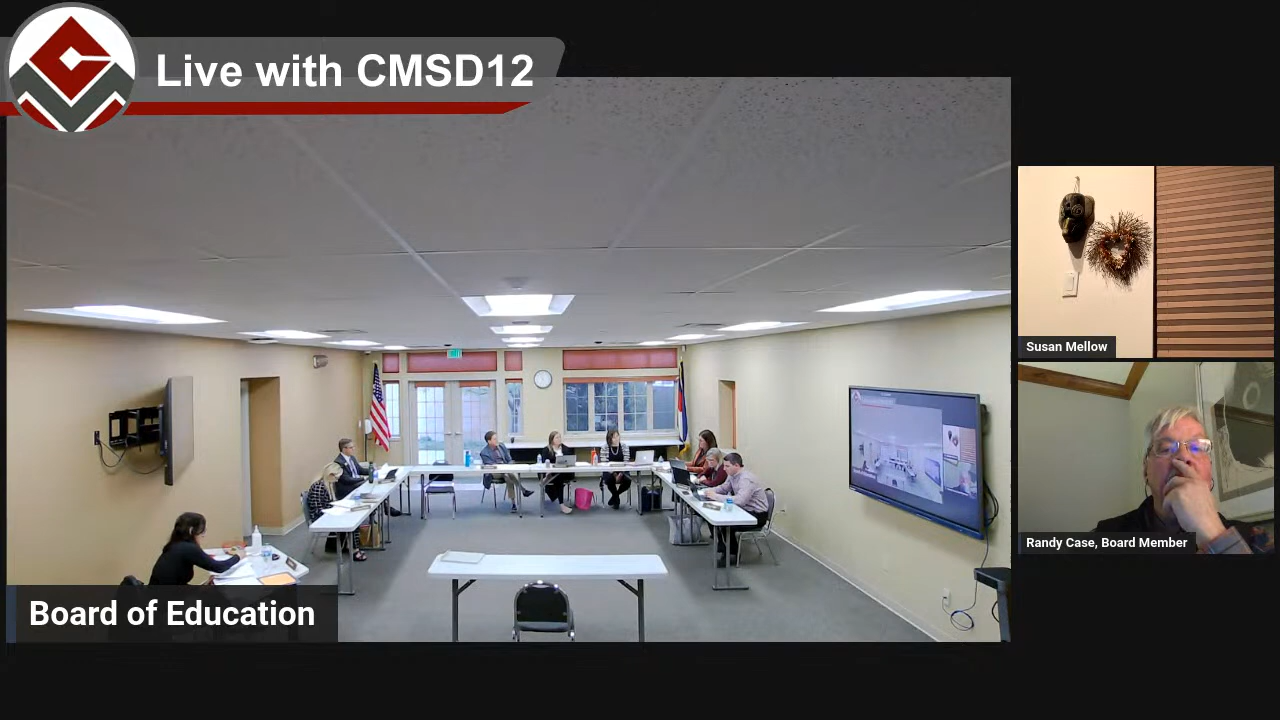 Live with CMSD12
Susan Mellow
Randy Case, Board Member
Board of Education